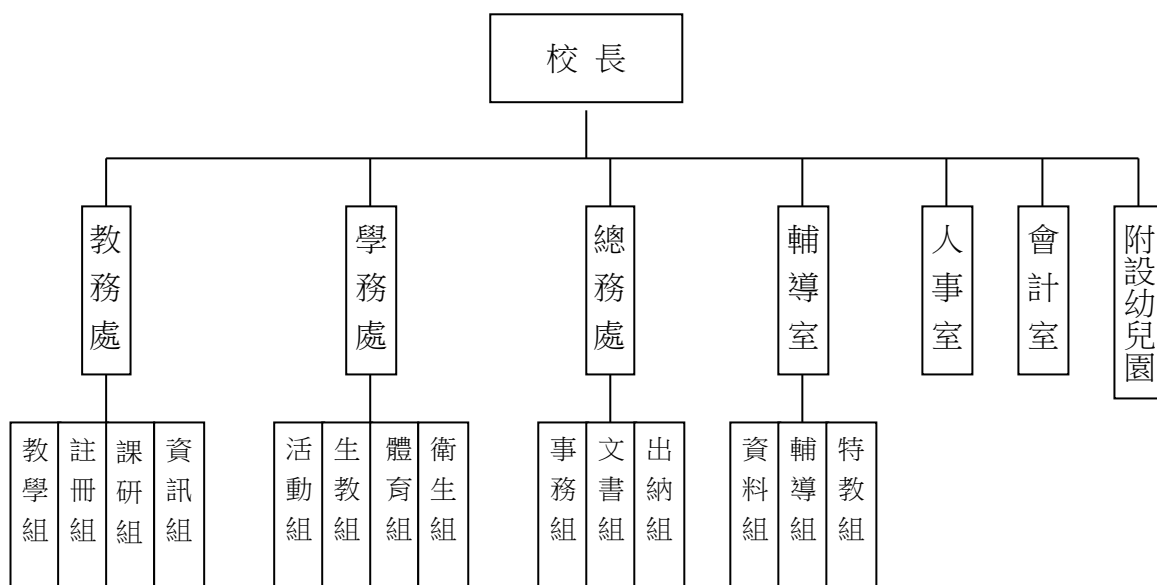 校長
教務處
學務處
總務處
輔導室
人事室
會計室
附設幼兒園
教學組
註冊組
課研組
資訊組
活動組
生教組
體育組
衛生組
事務組
文書組
出納組
資料組
輔導組
特教組